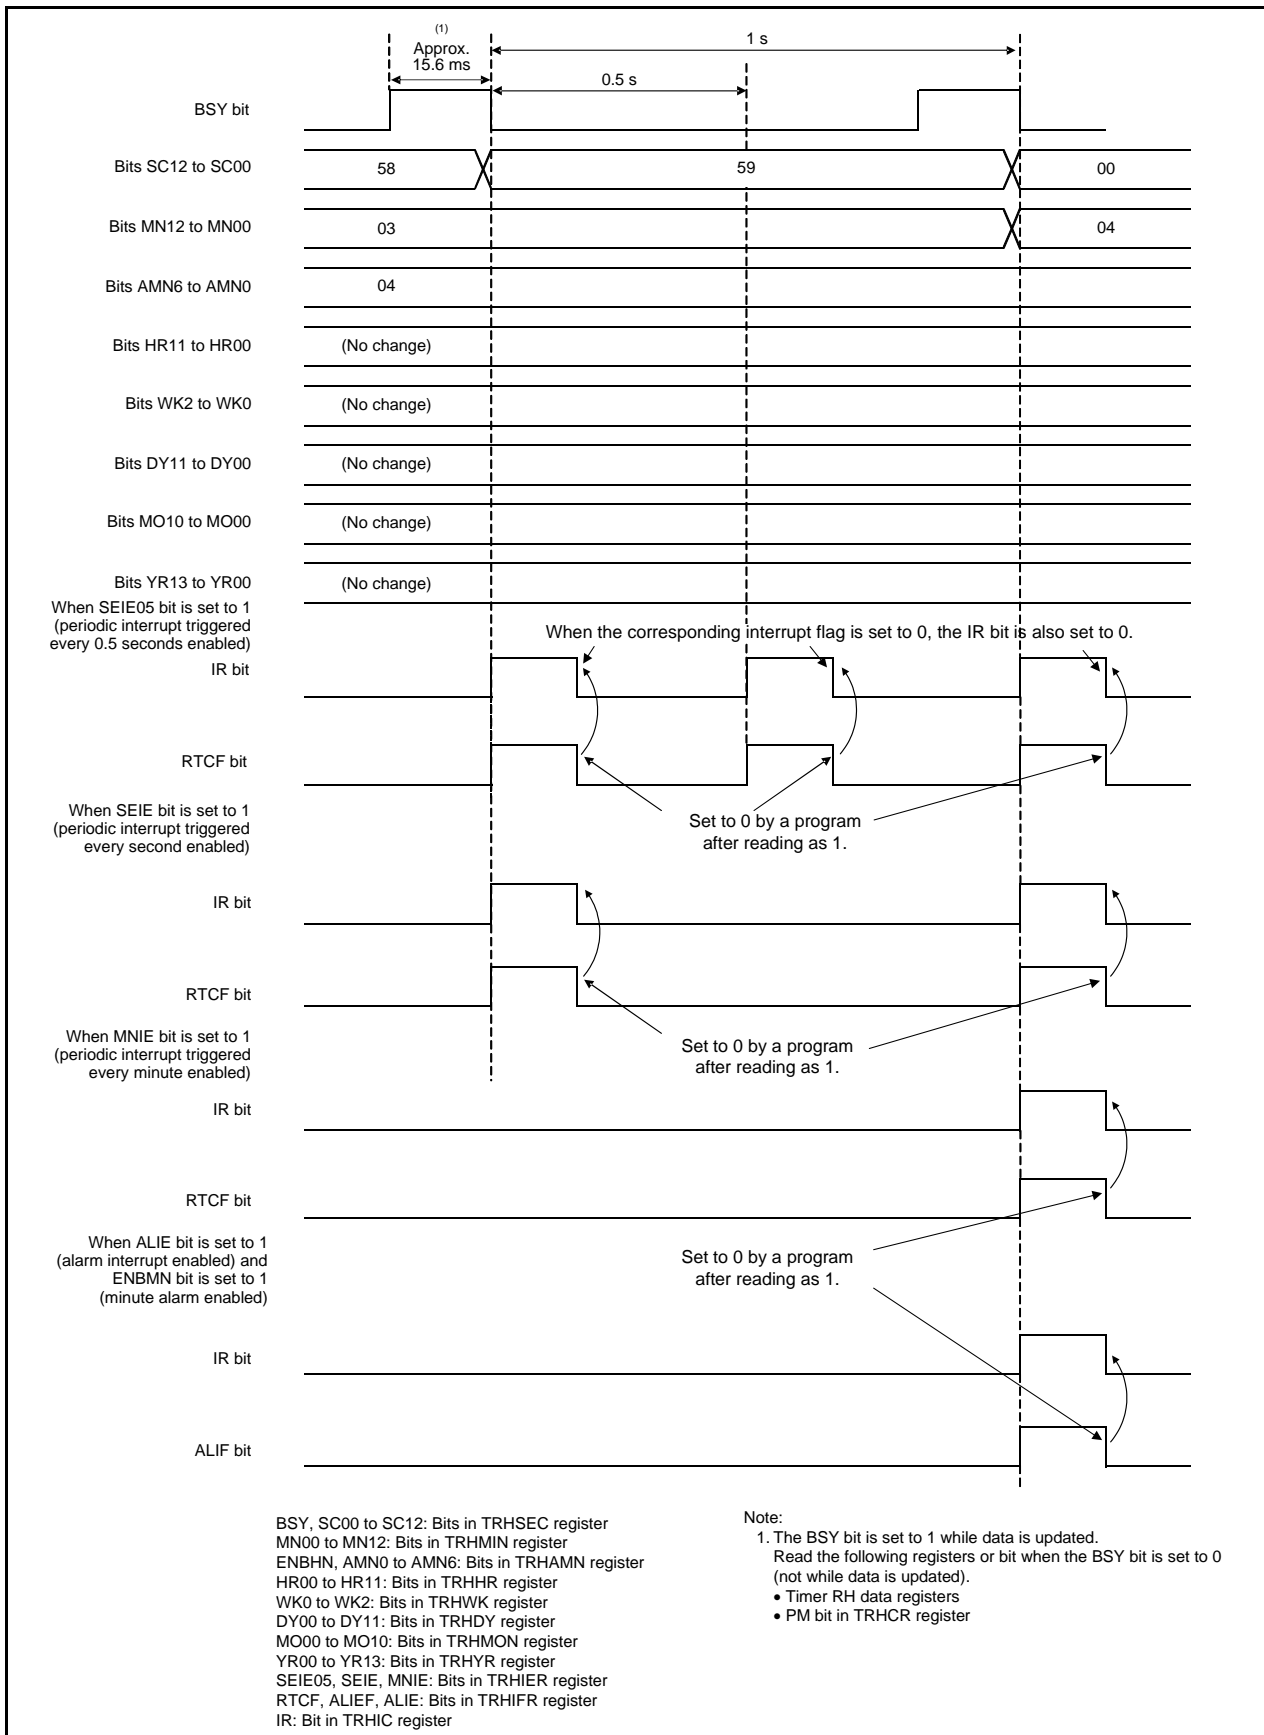 (1)
Approx.
15.6 ms
1 s
0.5 s
BSY bit
Bits SC12 to SC00
58
59
00
Bits MN12 to MN00
03
04
Bits AMN6 to AMN0
04
Bits HR11 to HR00
(No change)
Bits WK2 to WK0
(No change)
Bits DY11 to DY00
(No change)
Bits MO10 to MO00
(No change)
Bits YR13 to YR00
(No change)
When SEIE05 bit is set to 1
(periodic interrupt triggered
every 0.5 seconds enabled)
When the corresponding interrupt flag is set to 0, the IR bit is also set to 0.
IR bit
RTCF bit
When SEIE bit is set to 1
(periodic interrupt triggered
every second enabled)
Set to 0 by a program
after reading as 1.
IR bit
RTCF bit
When MNIE bit is set to 1
(periodic interrupt triggered
every minute enabled)
Set to 0 by a program
after reading as 1.
IR bit
RTCF bit
When ALIE bit is set to 1
(alarm interrupt enabled) and
ENBMN bit is set to 1
(minute alarm enabled)
Set to 0 by a program
after reading as 1.
IR bit
ALIF bit
BSY, SC00 to SC12: Bits in TRHSEC register
MN00 to MN12: Bits in TRHMIN register
ENBHN, AMN0 to AMN6: Bits in TRHAMN register
HR00 to HR11: Bits in TRHHR register
WK0 to WK2: Bits in TRHWK register
DY00 to DY11: Bits in TRHDY register
MO00 to MO10: Bits in TRHMON register
YR00 to YR13: Bits in TRHYR register
SEIE05, SEIE, MNIE: Bits in TRHIER register
RTCF, ALIEF, ALIE: Bits in TRHIFR register
IR: Bit in TRHIC register
Note:
1. The BSY bit is set to 1 while data is updated.
Read the following registers or bit when the BSY bit is set to 0
(not while data is updated).
• Timer RH data registers
• PM bit in TRHCR register